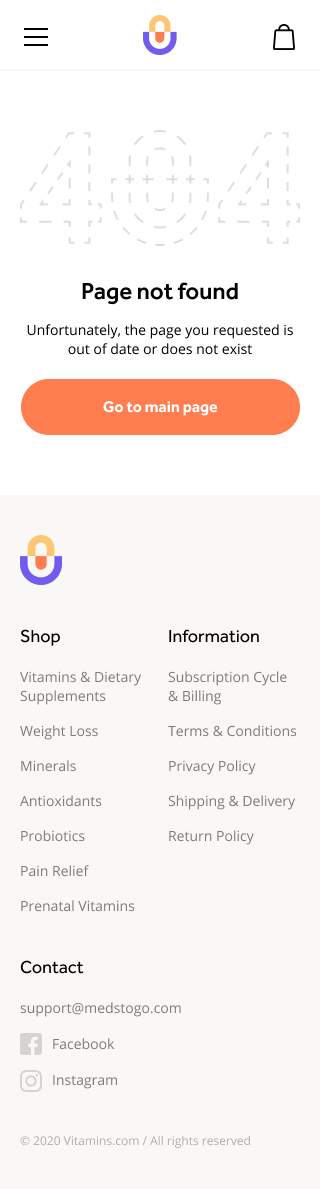 404
Page not found
Unfortunately, the page you requested is
out of date or does not exist
Go to main page
Shop
Vitamins & Dietary
Supplements
Weight Loss
Minerals
Antioxidants
Probiotics
Pain Relief
Prenatal Vitamins
Information
Subscription Cycle
& Billing
Terms & Conditions
Privacy Policy
Shipping & Delivery
Return Policy
Contact
support@medstogo.com
Facebook
Instagram
© 2020 Vitamins.com / All rights reserved